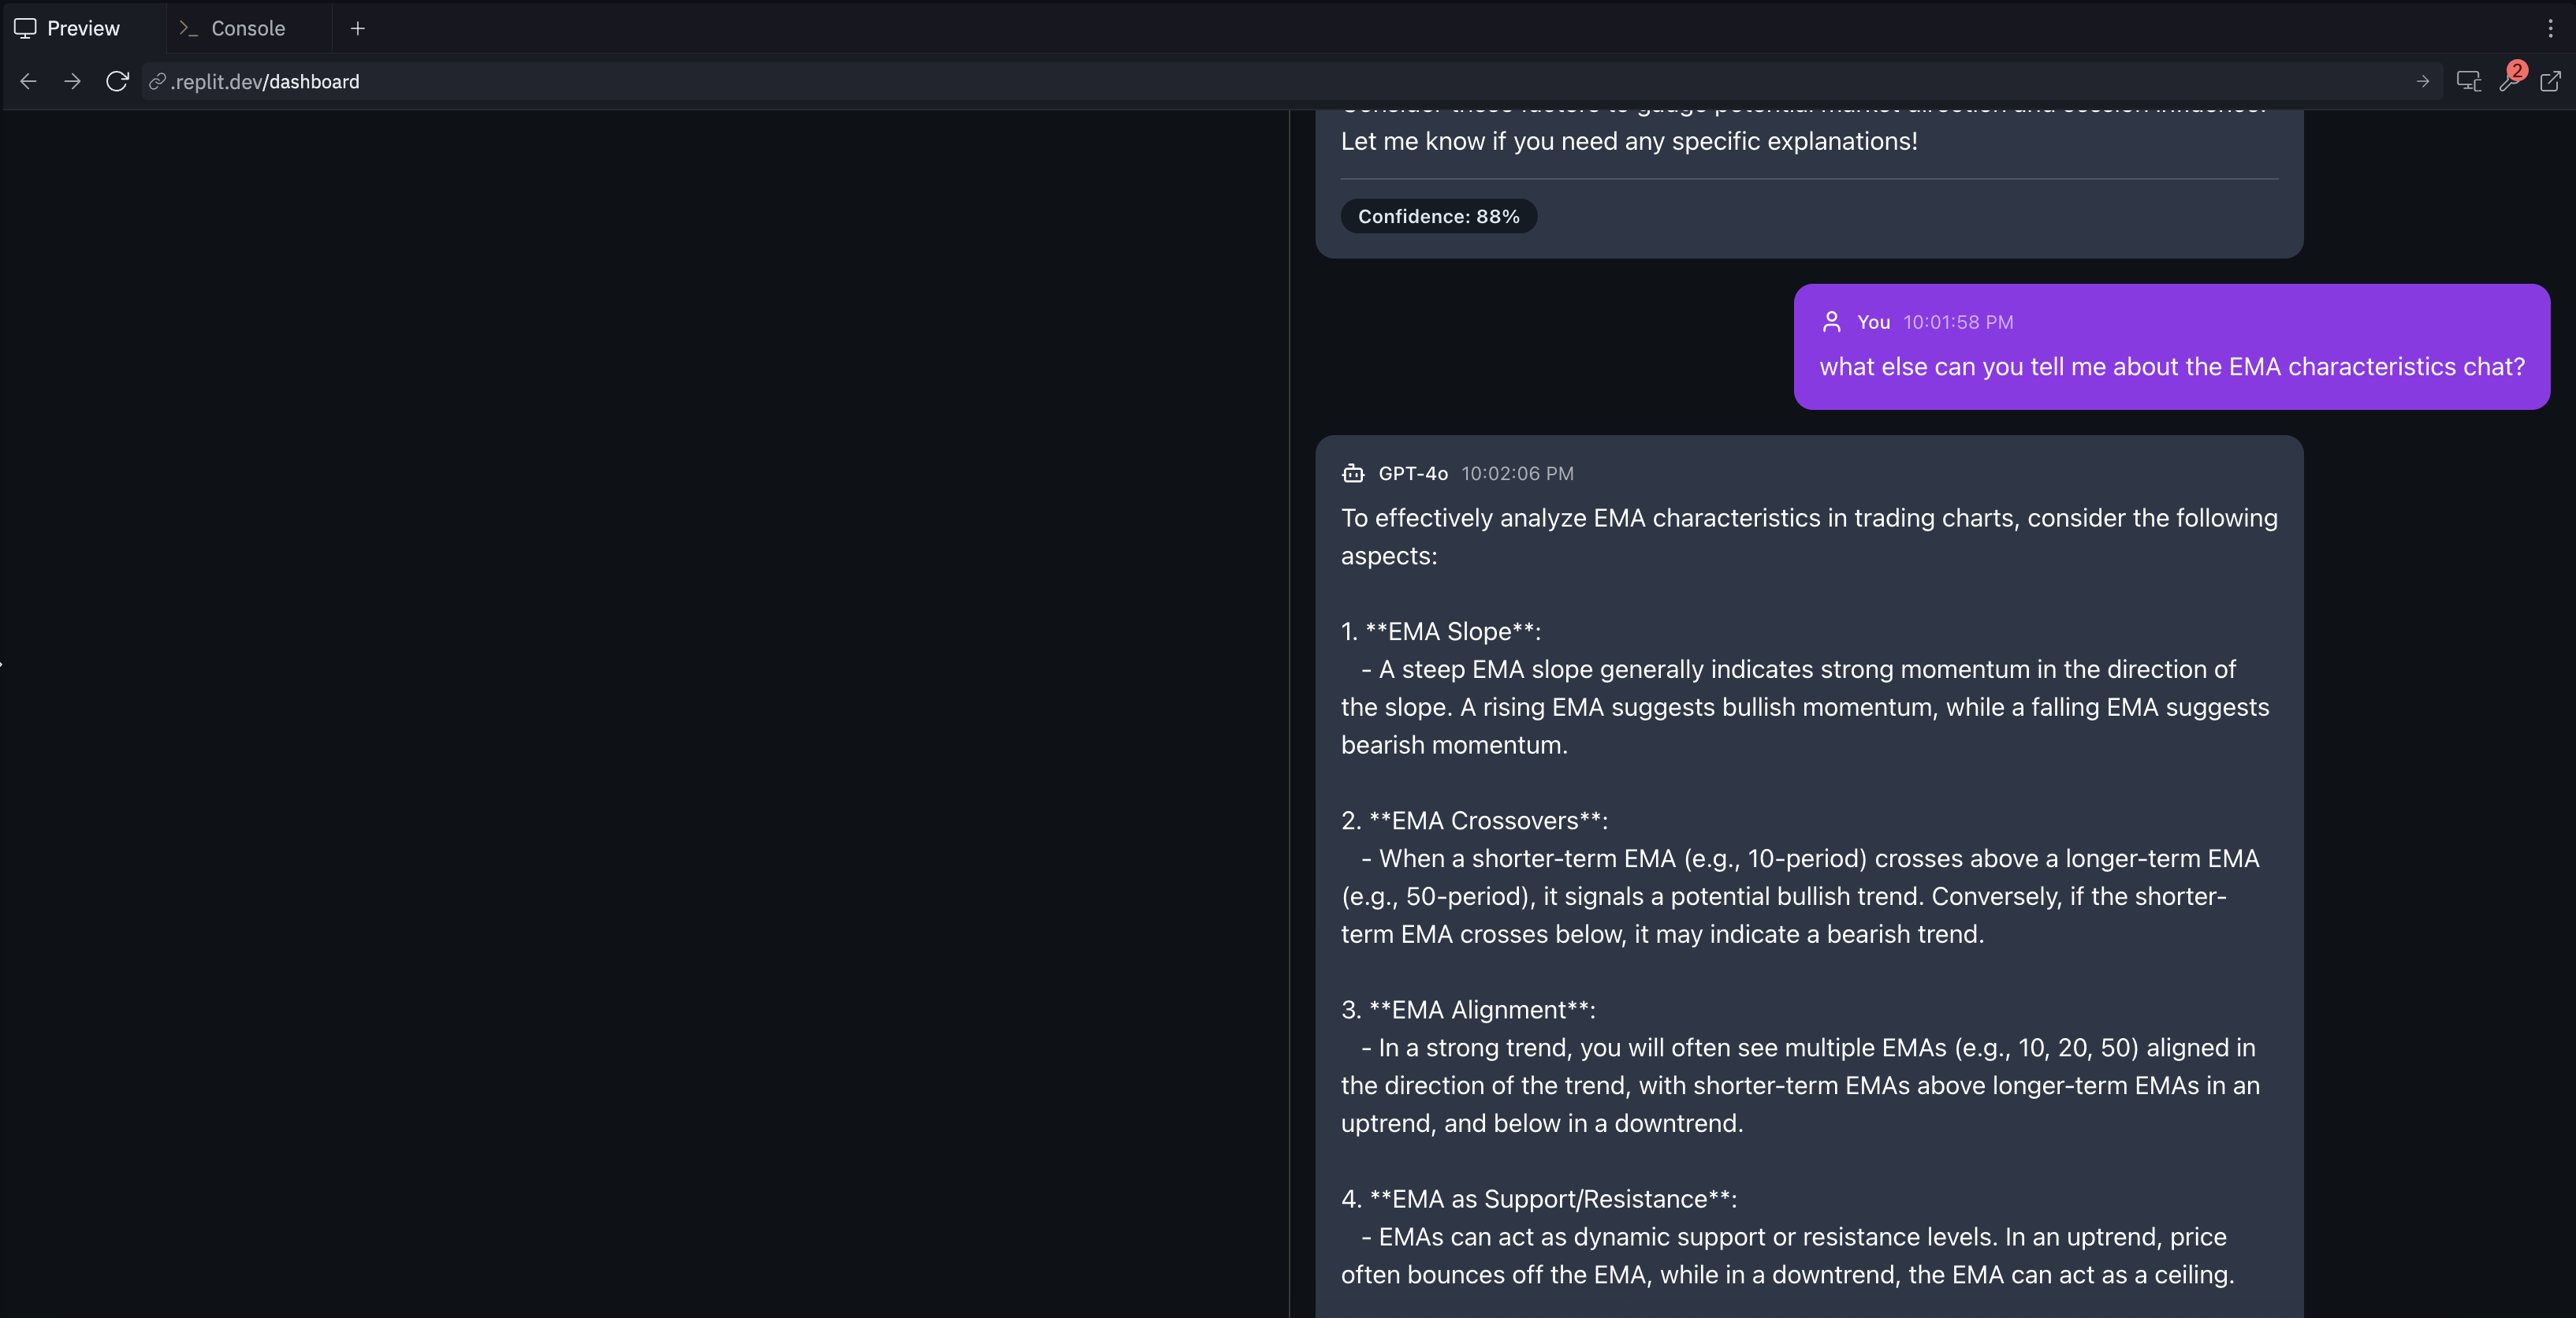 Preview
Console
.replit.dev/dashboard
2
Let me know if you need any specific explanations!
Confidence: 88%
You 10:01:58 PM
what else can you tell me about the EMA characteristics chat?
GPT-4o 10:02:06 PM
To effectively analyze EMA characteristics in trading charts, consider the following
aspects:
1. **EMA Slope**:
- A steep EMA slope generally indicates strong momentum in the direction of
the slope. A rising EMA suggests bullish momentum, while a falling EMA suggests
bearish momentum.
2. **EMA Crossovers**:
- When a shorter-term EMA (e.g., 10-period) crosses above a longer-term EMA
(e.g., 50-period), it signals a potential bullish trend. Conversely, if the shorter-
term EMA crosses below, it may indicate a bearish trend.
3. **EMA Alignment**:
- In a strong trend, you will often see multiple EMAs (e.g., 10, 20, 50) aligned in
the direction of the trend, with shorter-term EMAs above longer-term EMAs in an
uptrend, and below in a downtrend.
4. **EMA as Support/Resistance**:
- EMAs can act as dynamic support or resistance levels. In an uptrend, price
often bounces off the EMA, while in a downtrend, the EMA can act as a ceiling.